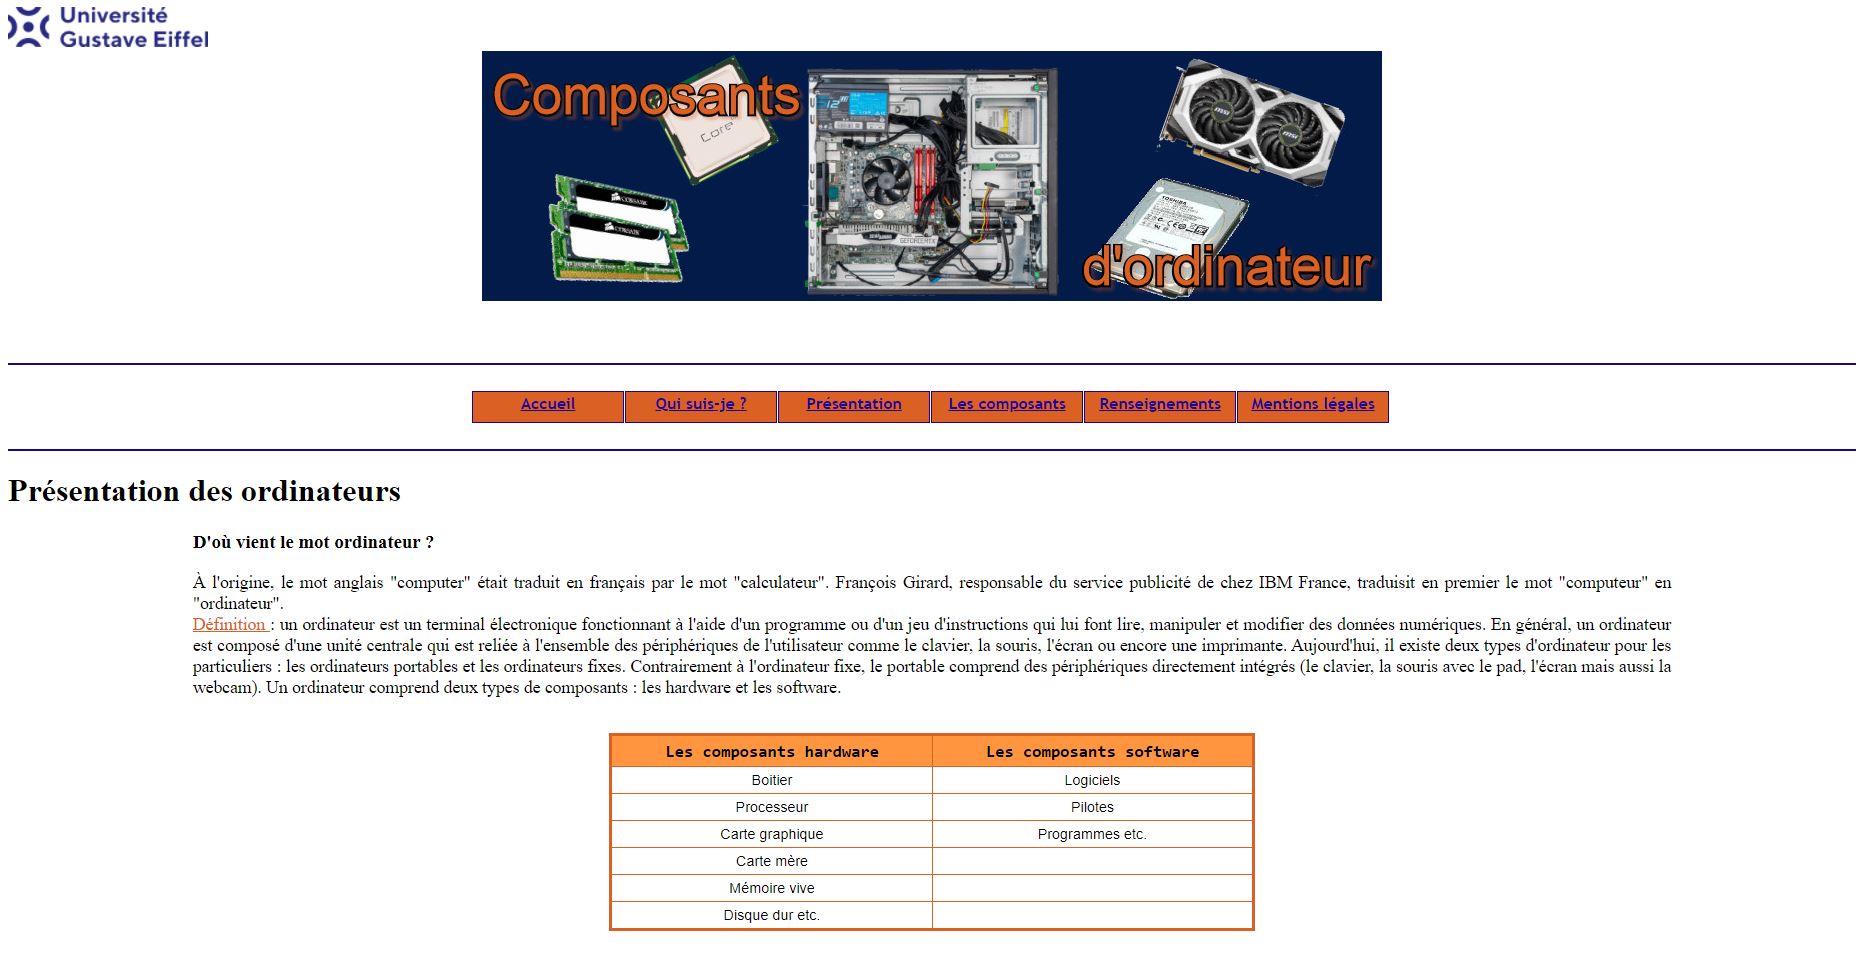 Université
Gustave Eiffel
Composants
Core
CORSAIR
CORSAIR
GEFORCE RTX
msi
msi
TOSHIBA
d'ordinateur
Accueil
Qui suis-je ?
Présentation
Les composants
Renseignements
Mentions légales
Présentation des ordinateurs
D'où vient le mot ordinateur ?
À l'origine, le mot anglais "computer" était traduit en français par le mot "calculateur". François Girard, responsable du service publicité de chez IBM France, traduisit en premier le mot "computeur" en
"ordinateur".
Définition : un ordinateur est un terminal électronique fonctionnant à l'aide d'un programme ou d'un jeu d'instructions qui lui font lire, manipuler et modifier des données numériques. En général, un ordinateur
est composé d'une unité centrale qui est reliée à l'ensemble des périphériques de l'utilisateur comme le clavier, la souris, l'écran ou encore une imprimante. Aujourd'hui, il existe deux types d'ordinateur pour les
particuliers : les ordinateurs portables et les ordinateurs fixes. Contrairement à l'ordinateur fixe, le portable comprend des périphériques directement intégrés (le clavier, la souris avec le pad, l'écran mais aussi la
webcam). Un ordinateur comprend deux types de composants : les hardware et les software.
Les composants hardware
Les composants software
Boitier
Logiciels
Processeur
Pilotes
Carte graphique
Programmes etc.
Carte mère
Mémoire vive
Disque dur etc.